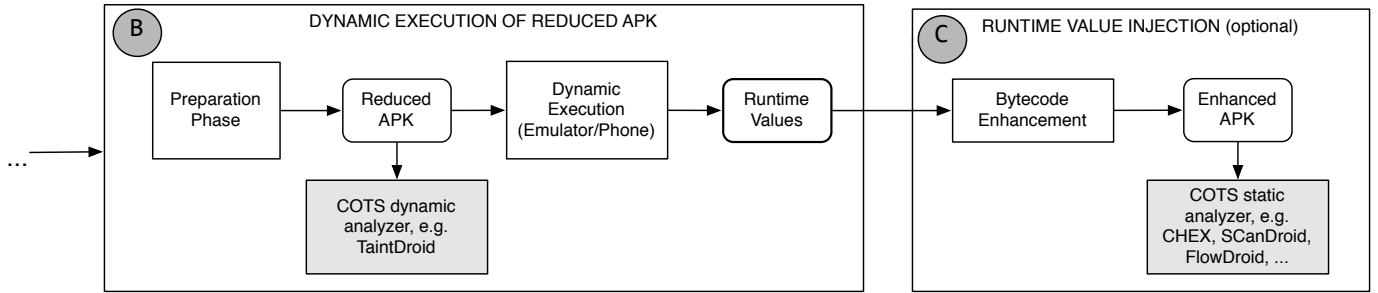 ...
B
DYNAMIC EXECUTION OF REDUCED APK
Preparation
Phase
Reduced
APK
Dynamic
Execution
(Emulator/Phone)
Runtime
Values
COTS dynamic
analyzer, e.g.
TaintDroid
C
RUNTIME VALUE INJECTION (optional)
Bytecode
Enhancement
Enhanced
APK
COTS static
analyzer, e.g.
CHEX, SCanDroid,
FlowDroid, ...